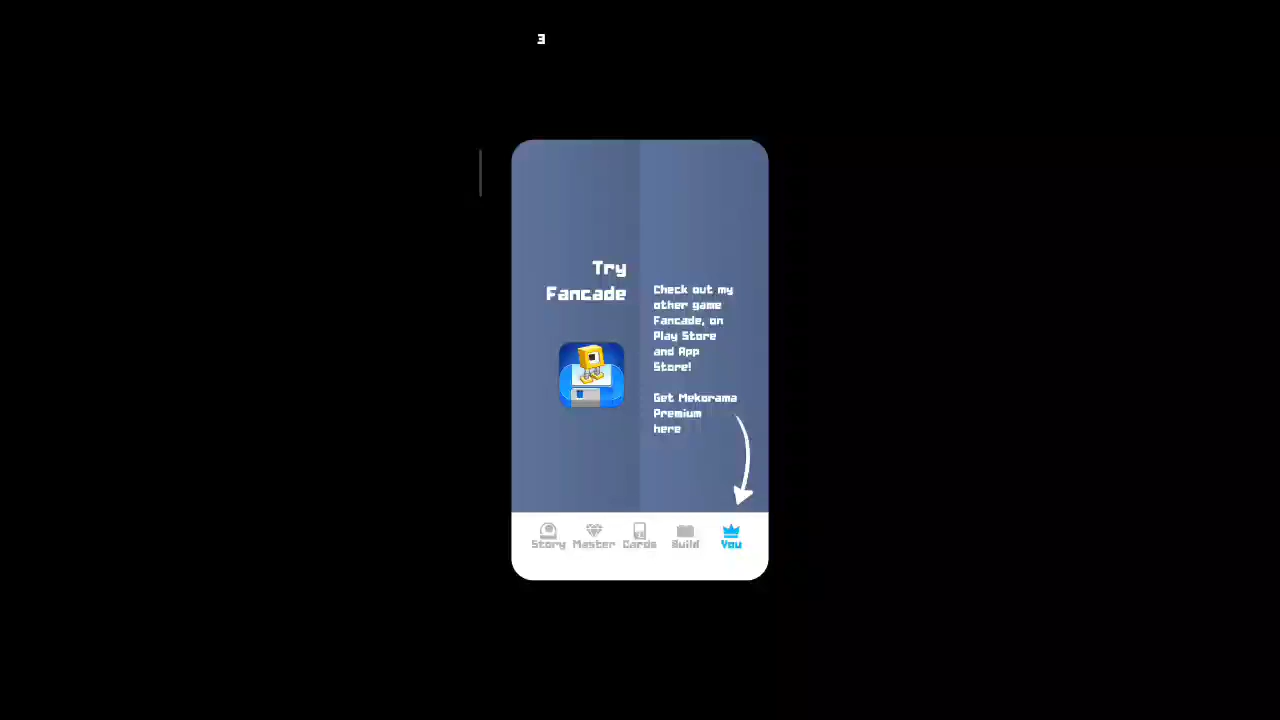 3
Try
Fancade
Check out my
other game
Fancade, on
Play Store
and App
Store!
Get Mekorama
Premium
here
Story Master Cards Build You